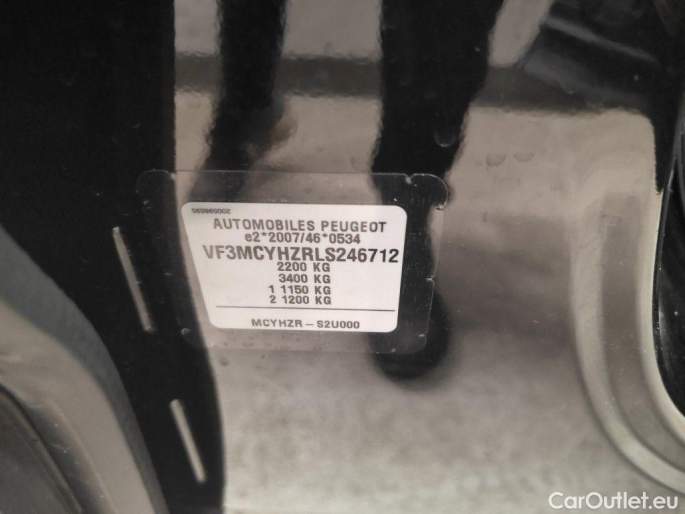 AUTOMOBILES PEUGEOT
e2*2007/46*0534
VF3MCYHZRLS246712
2200 KG
3400 KG
1 1150 KG
2 1200 KG
MCYHZR – S2U000
CarOutlet.eu